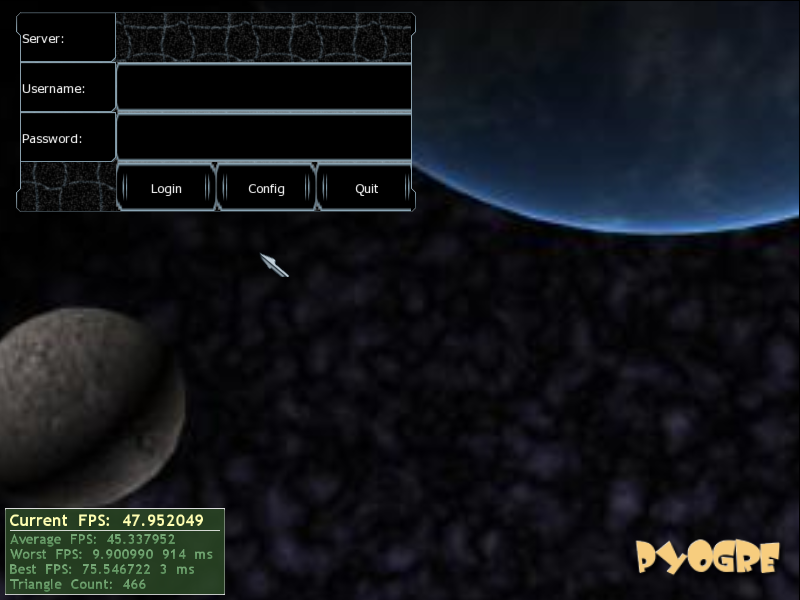 Server:
Username:
Password:
Login Config Quit
Current FPS: 47.952049
Average FPS: 45.337952
Worst FPS: 9.900990 914 ms
Best FPS: 75.546722 3 ms
Triangle Count: 466
PYOGRE